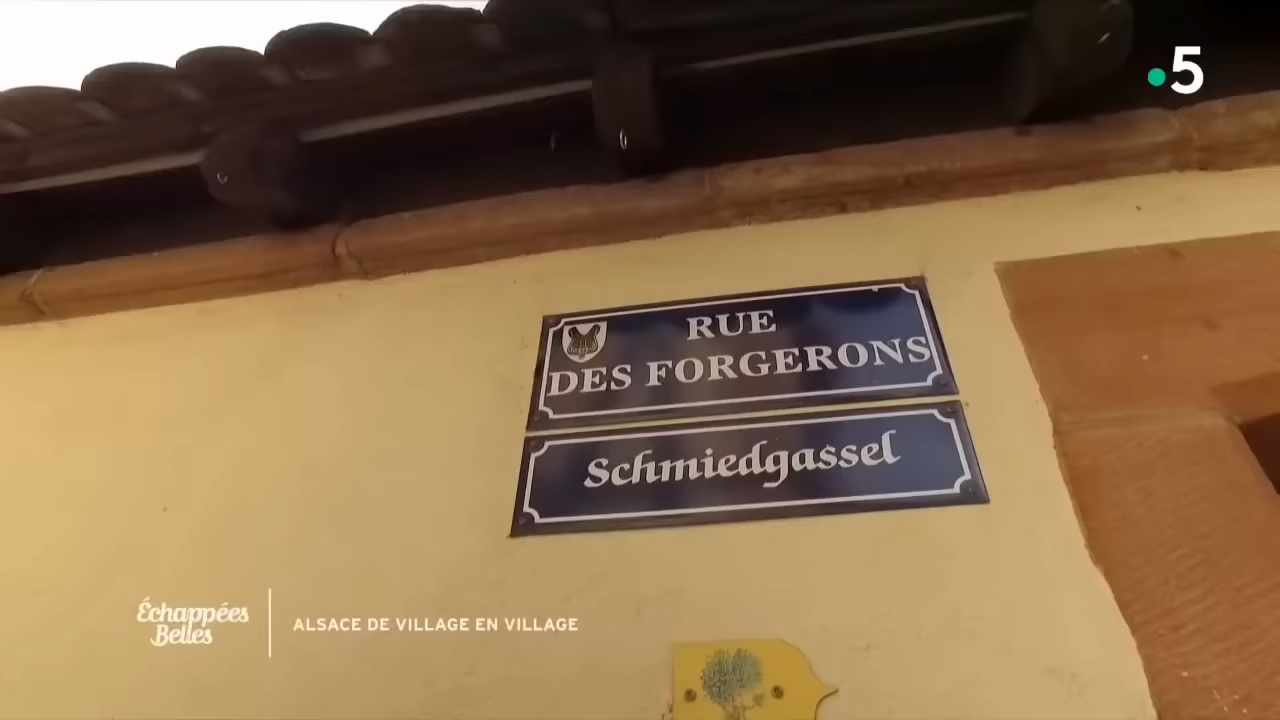 5
RUE
DES FORGERONS
Schmiedgassel
Échappées
Belles
ALSACE DE VILLAGE EN VILLAGE